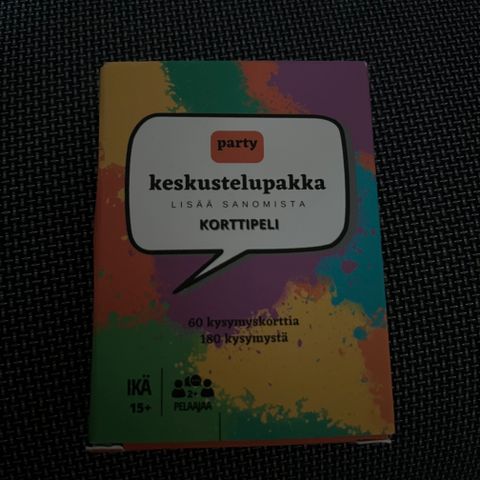 party
keskustelupakka
LISÄÄ SANOMISTA
KORTTIPELI
60 kysymyskorttia
180 kysymystä
IKÄ
15+
2+
PELAAJAA